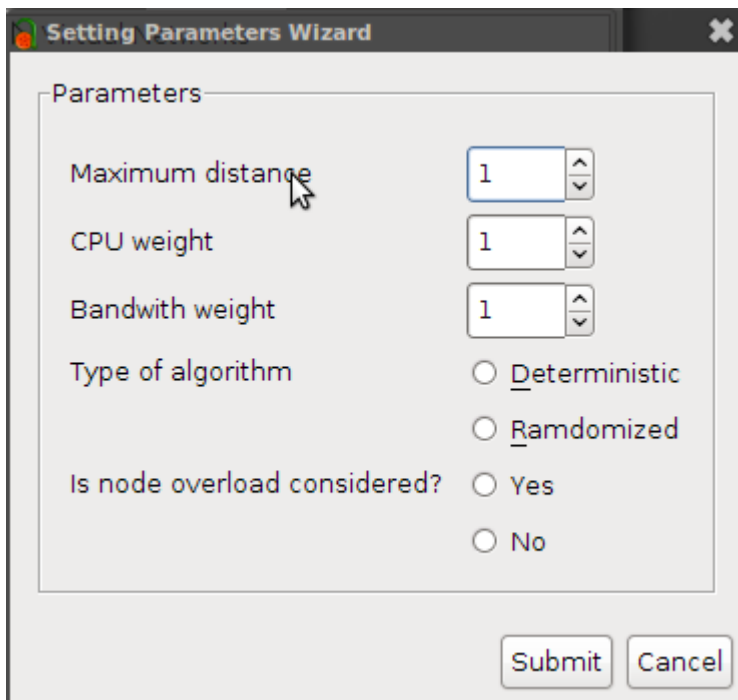 Setting Parameters Wizard
Parameters
Maximum distance 1
CPU weight 1
Bandwith weight 1
Type of algorithm Deterministic
Ramdomized
Is node overload considered? Yes
No
Submit Cancel